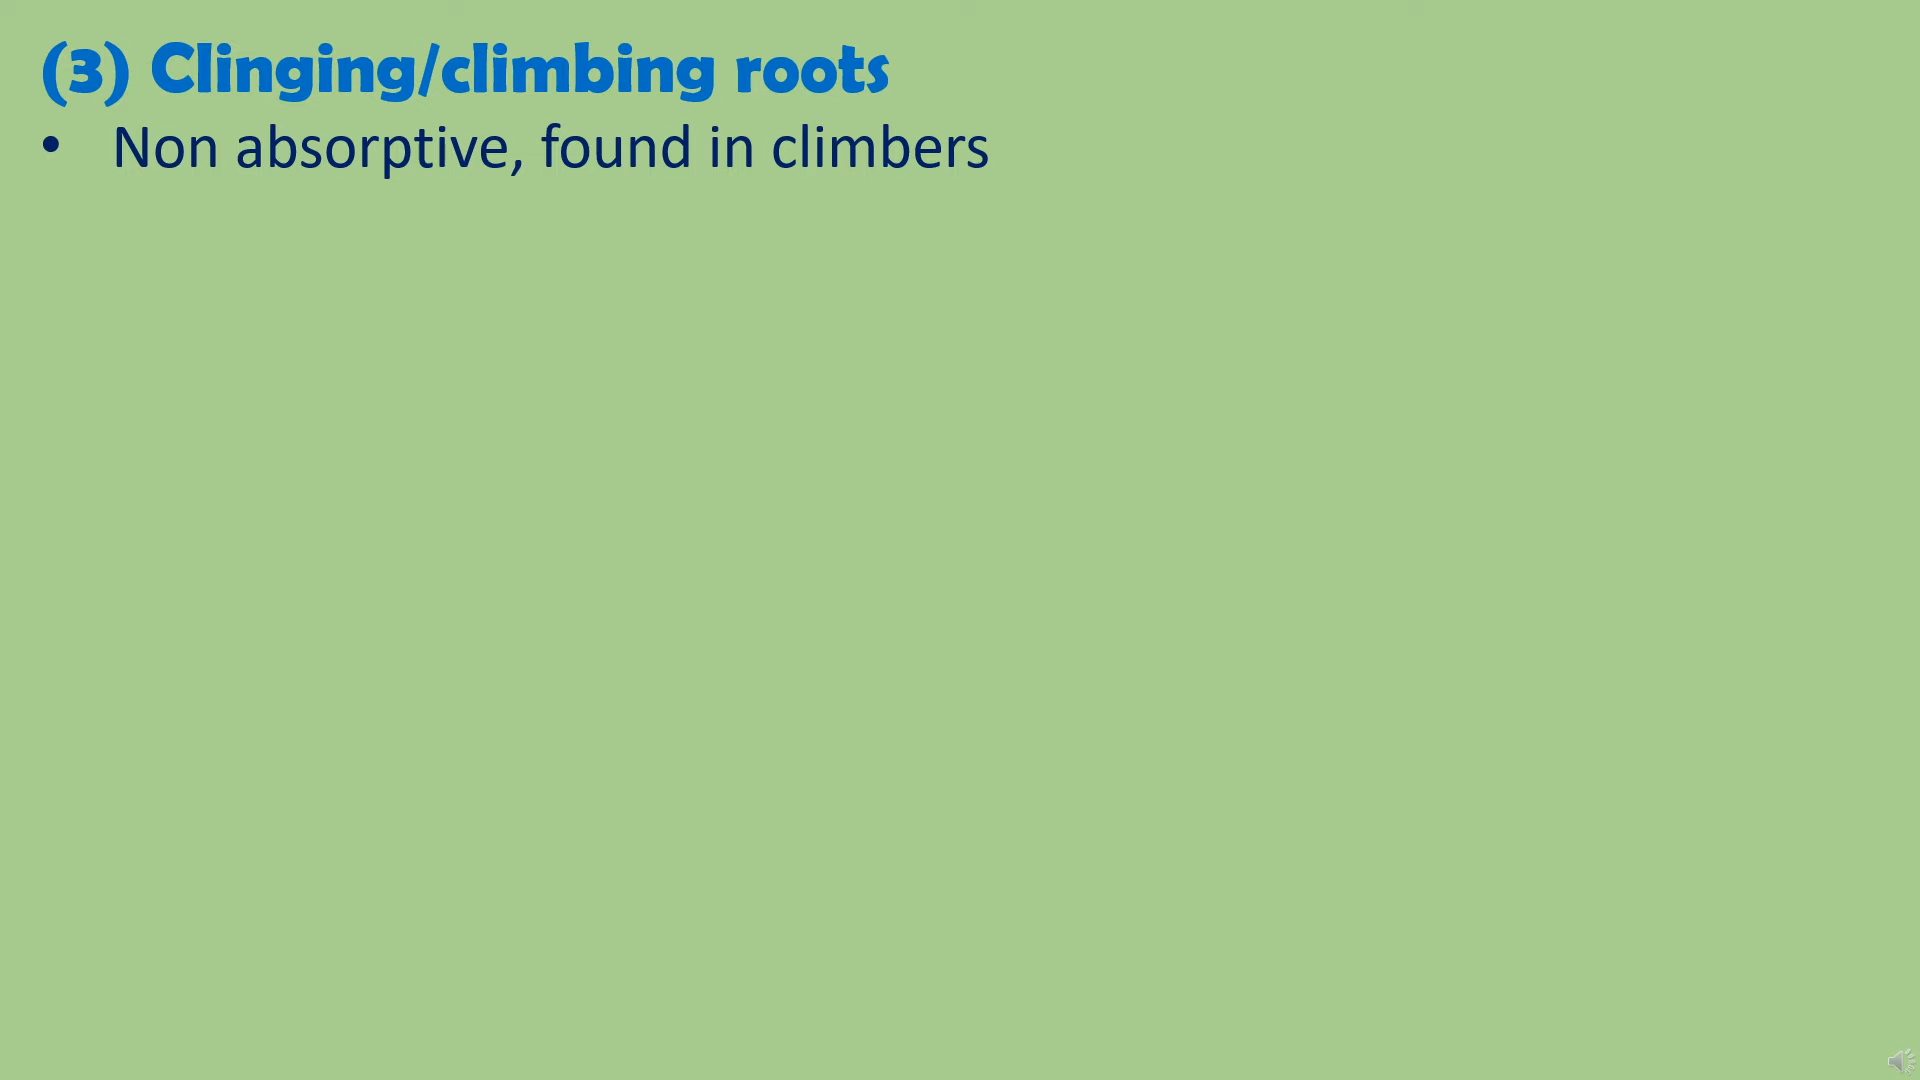 (3) Clinging/climbing roots
• Non absorptive, found in climbers